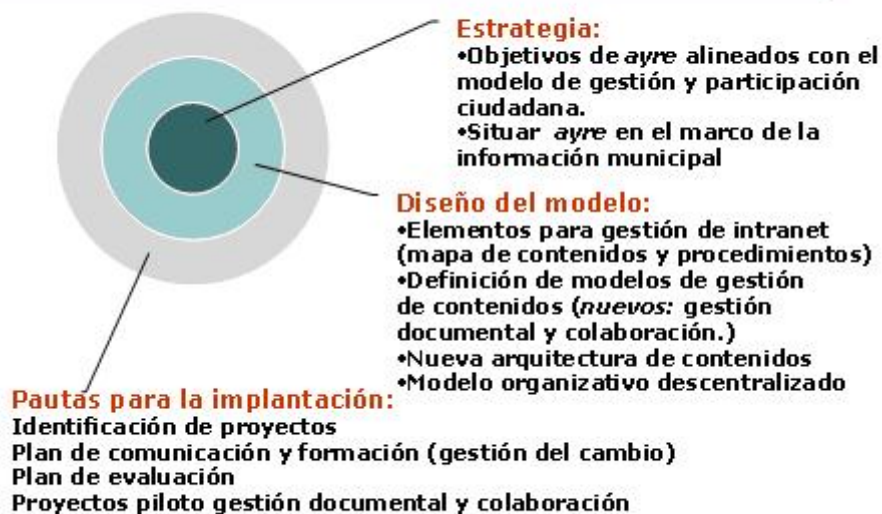 Estrategia:
•Objetivos de ayre alineados con el
modelo de gestión y participación
ciudadana.
•Situar ayre en el marco de la
información municipal
Diseño del modelo:
•Elementos para gestión de intranet
(mapa de contenidos y procedimientos)
•Definición de modelos de gestión
de contenidos (nuevos: gestión
documental y colaboración.)
•Nueva arquitectura de contenidos
•Modelo organizativo descentralizado
Pautas para la implantación:
Identificación de proyectos
Plan de comunicación y formación (gestión del cambio)
Plan de evaluación
Proyectos piloto gestión documental y colaboración